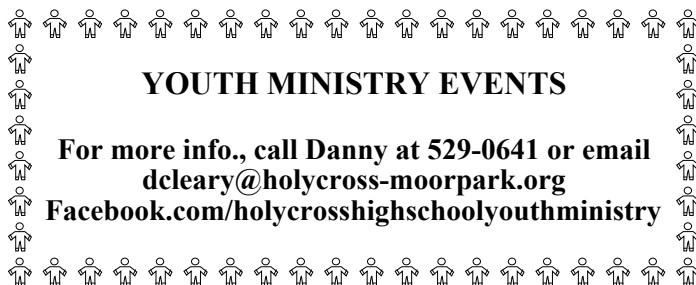 YOUTH MINISTRY EVENTS
For more info., call Danny at 529-0641 or email
dcleary@holycross-moorpark.org
Facebook.com/holycrosshighschoolyouthministry